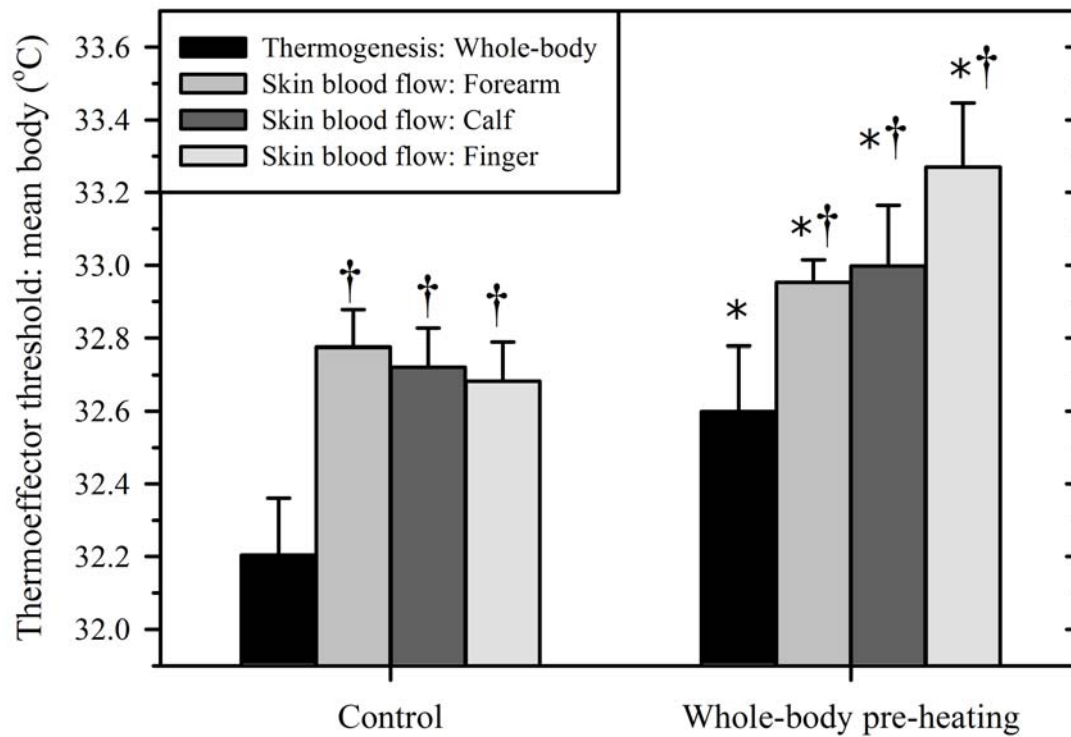 Thermoeffector threshold: mean body (°C)
33.6
33.4
33.2
33.0
32.8
32.6
32.4
32.2
32.0
Thermogenesis: Whole-body
Skin blood flow: Forearm
Skin blood flow: Calf
Skin blood flow: Finger
†
†
†
*
*†
*†
*†
Control
Whole-body pre-heating